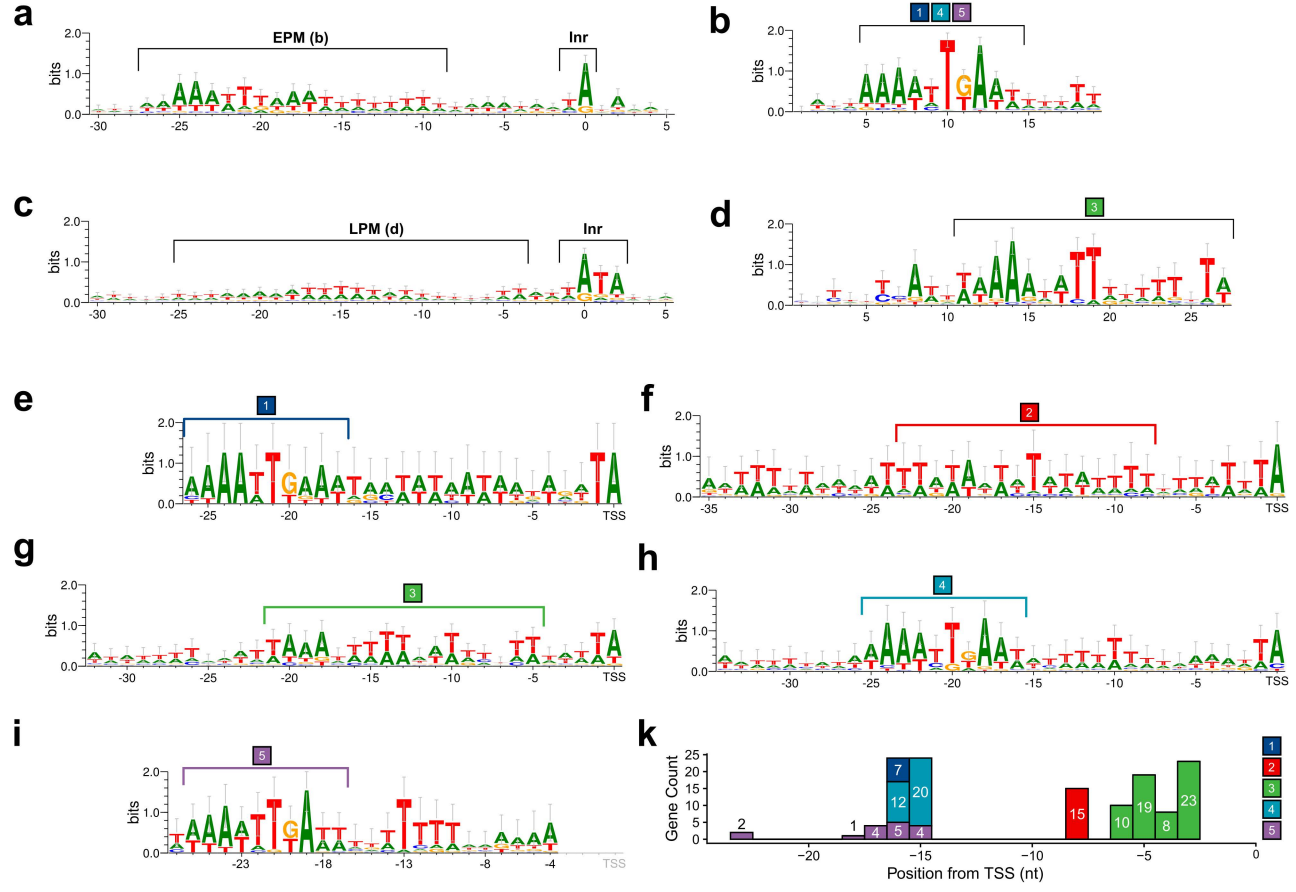 a
EPM (b)
Inr
2.0
bits
1.0
0.0
-30 -25 -20 -15 -10 -5 0 5
b
1 4 5
2.0
bits
1.0
0.0
5 10 15
c
LPM (d)
Inr
2.0
bits
1.0
0.0
-30 -25 -20 -15 -10 -5 0 5
d
3
2.0
bits
1.0
0.0
5 10 15 20 25
e
1
2.0
bits
1.0
0.0
-25 -20 -15 -10 -5 TSS
f
2
2.0
bits
1.0
0.0
-35 -30 -25 -20 -15 -10 -5 TSS
g
3
2.0
bits
1.0
0.0
-30 -25 -20 -15 -10 -5 TSS
h
4
2.0
bits
1.0
0.0
-30 -25 -20 -15 -10 -5 TSS
i
5
2.0
bits
1.0
0.0
-23 -18 -13 -8 -4 TSS
k
Gene Count
25
20
15
10
5
0
2 1 4 7 12 5 20 4 15 10 19 8 23
−20 −15 −10 −5 0
Position from TSS (nt)
1
2
3
4
5